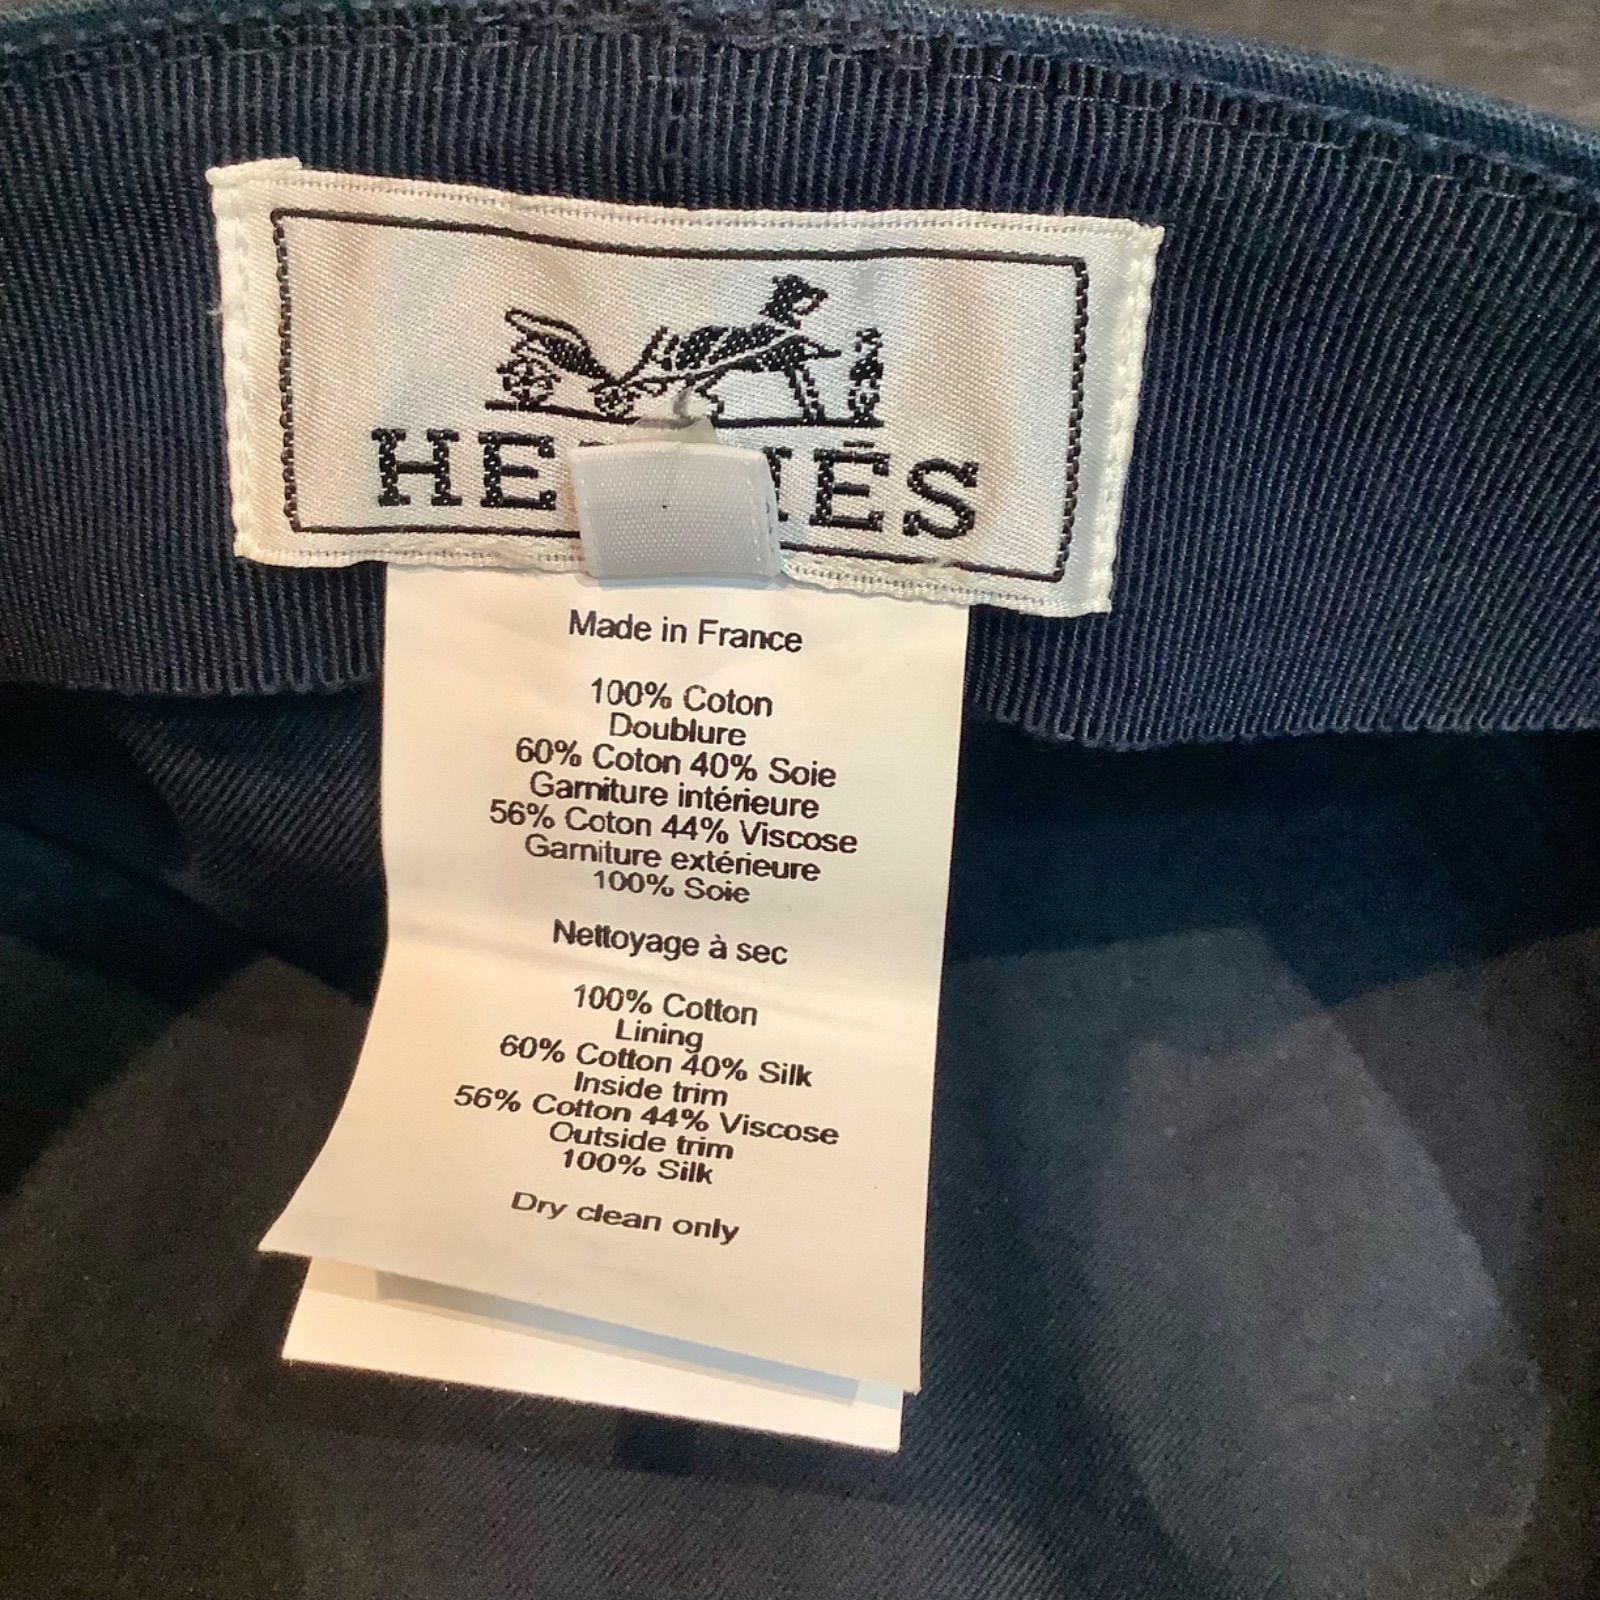 HERMÈS
Made in France
100% Coton
Doublure
60% Coton 40% Soie
Garniture intérieure
56% Coton 44% Viscose
Garniture extérieure
100% Soie
Nettoyage à sec
100% Cotton
Lining
60% Cotton 40% Silk
Inside trim
56% Cotton 44% Viscose
Outside trim
100% Silk
Dry clean only